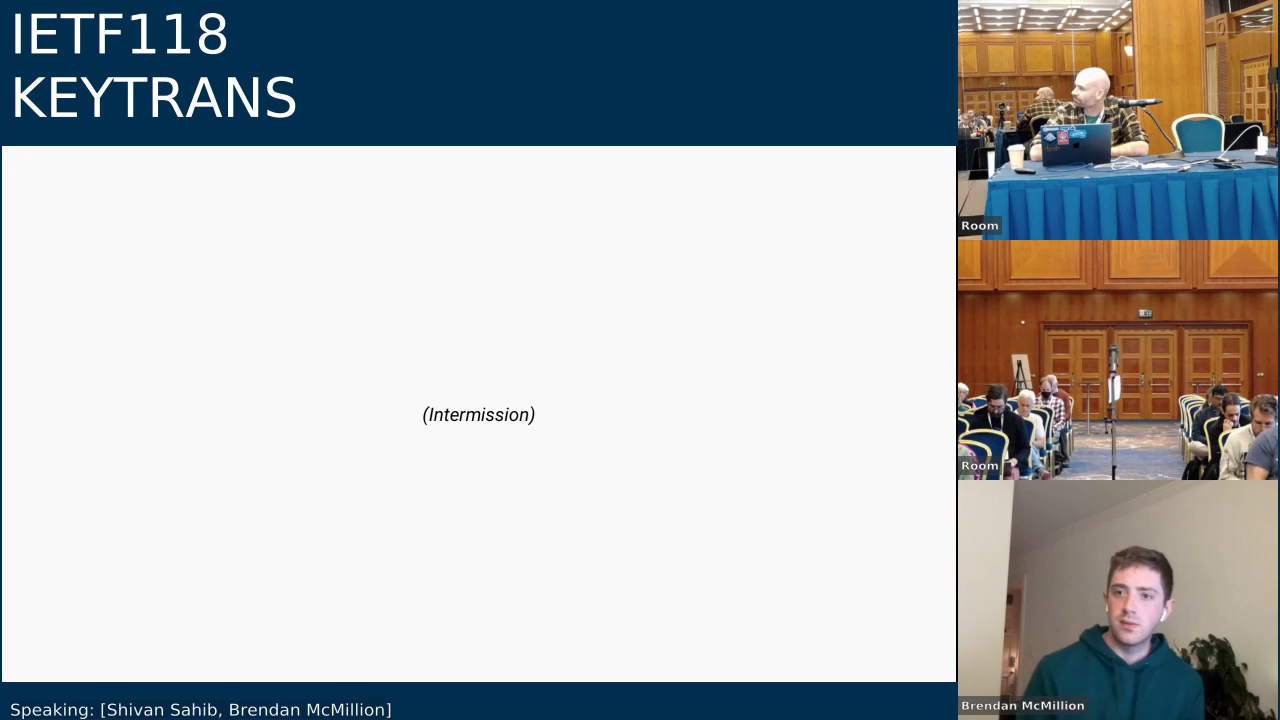 IETF118
KEYTRANS
(Intermission)
Speaking: [Shivan Sahib, Brendan McMillion]
Room
Room
Brendan McMillion